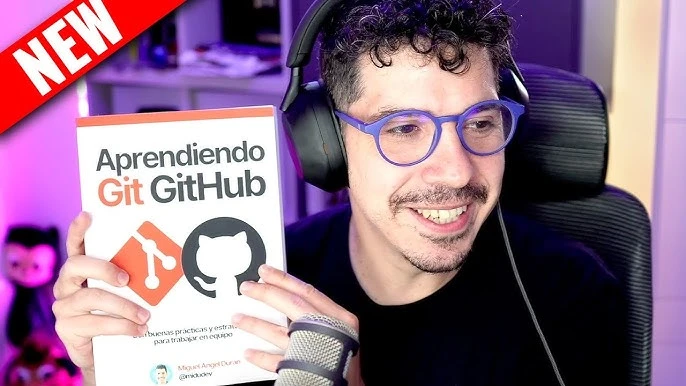 NEW
Aprendiendo
Git GitHub
buenas prácticas y
para trabajar en equipo
Miguel Ángel Durán
@midudev